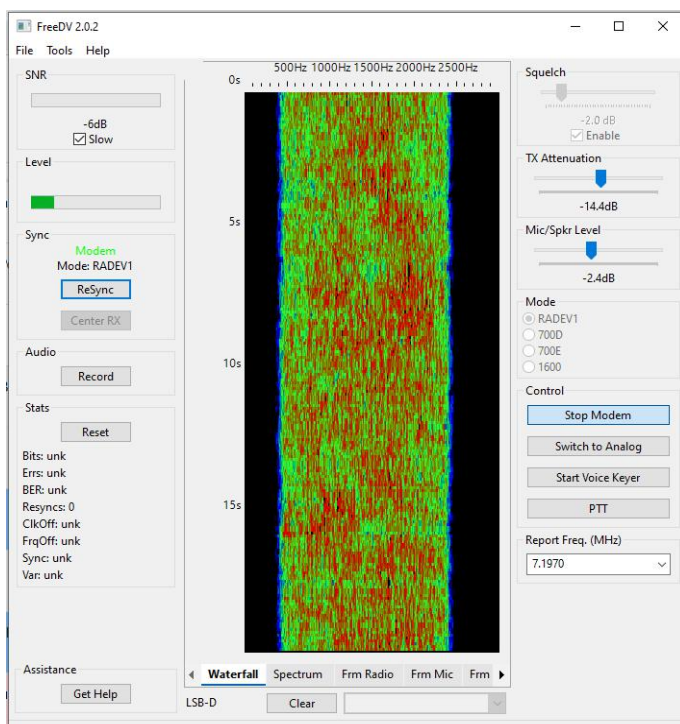 FreeDV 2.0.2
File Tools Help
SNR
-6dB
Slow
Level
Sync
Modem
Mode: RADEV1
ReSync
Center RX
Audio
Record
Stats
Reset
Bits: unk
Errs: unk
BER: unk
Resyncs: 0
ClkOff: unk
FrqOff: unk
Sync: unk
Var: unk
Assistance
Get Help
500Hz 1000Hz 1500Hz 2000Hz 2500Hz
0s
5s
10s
15s
Waterfall Spectrum Frm Radio Frm Mic Frm
LSB-D Clear
Squelch
-2.0 dB
Enable
TX Attenuation
-14.4dB
Mic/Spkr Level
-2.4dB
Mode
RADEV1
700D
700E
1600
Control
Stop Modem
Switch to Analog
Start Voice Keyer
PTT
Report Freq. (MHz)
7.1970